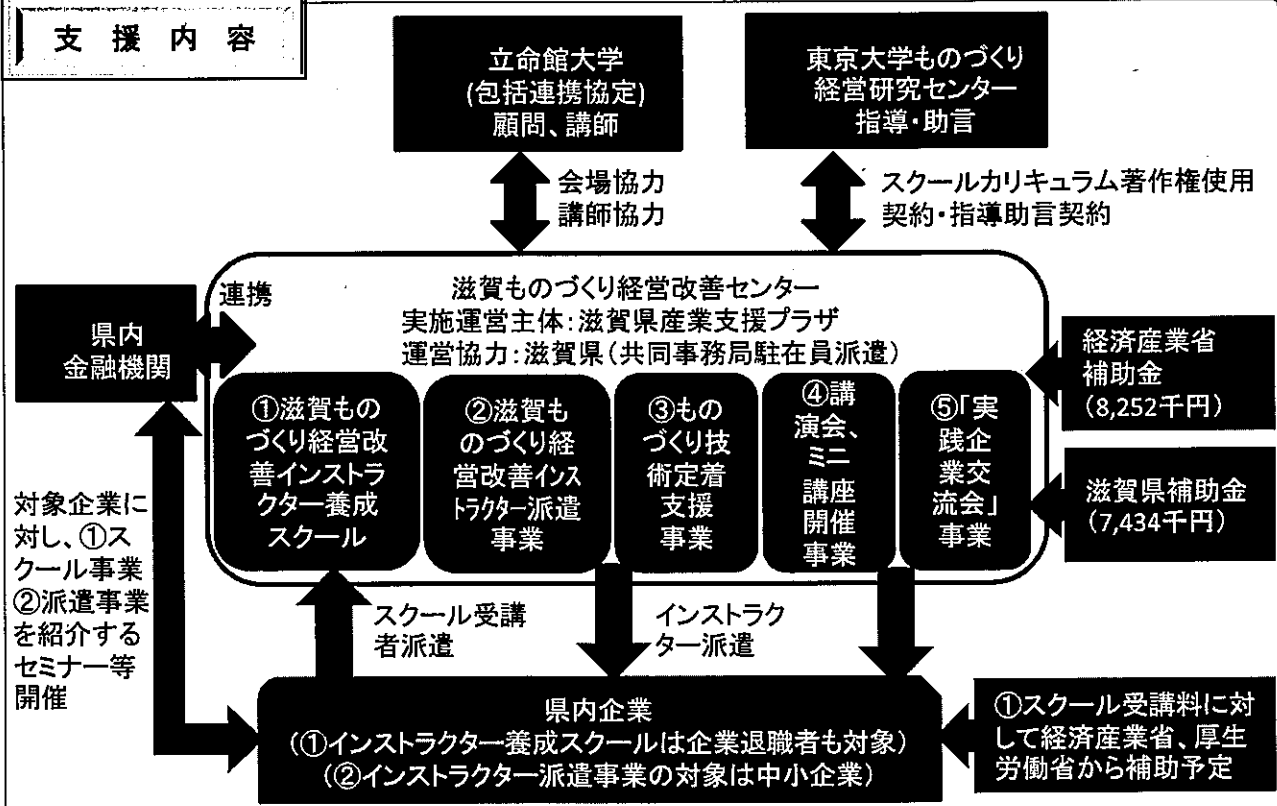 支援内容
立命館大学
(包括連携協定)
顧問、講師
東京大学ものづくり
経営研究センター
指導・助言
会場協力
講師協力
スクールカリキュラム著作権使用
契約・指導助言契約
連携
県内
金融機関
滋賀ものづくり経営改善センター
実施運営主体:滋賀県産業支援プラザ
運営協力:滋賀県(共同事務局駐在員派遣)
経済産業省
補助金
(8,252千円)
滋賀県補助金
(7,434千円)
①滋賀もの
づくり経営改
善インストラ
クター養成
スクール
②滋賀も
のづくり経
営改善インス
トラクター派遣
事業
③もの
づくり技
術定着
支援
事業
④講
演会、
ミニ
講座
開催
事業
⑤「実
践企
業交
流会」
事業
対象企業に
対し、①ス
クール事業
②派遣事業
を紹介する
セミナー等
開催
スクール受講
者派遣
インストラク
ター派遣
県内企業
(①インストラクター養成スクールは企業退職者も対象)
(②インストラクター派遣事業の対象は中小企業)
①スクール受講料に対
して経済産業省、厚生
労働省から補助予定